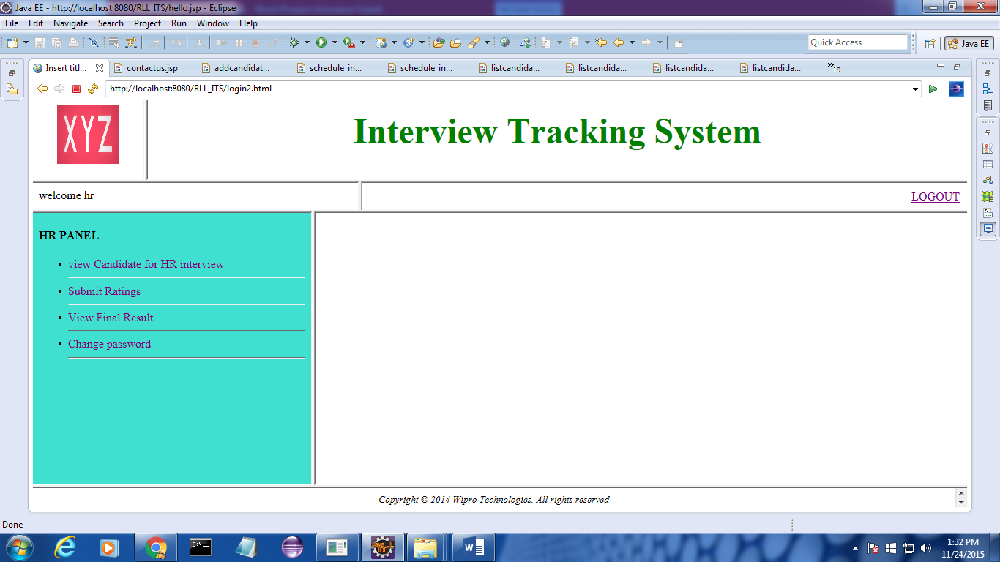 Java EE - http://localhost:8080/RLL_ITS/hello.jsp - Eclipse
File Edit Navigate Search Project Run Window Help
Quick Access Java EE
Insert titl... contactus.jsp addcandidat... schedule_in... schedule_in... listcandida... listcandida... listcandida... listcandida... »19
http://localhost:8080/RLL_ITS/login2.html
XYZ
Interview Tracking System
welcome hr LOGOUT
HR PANEL
• view Candidate for HR interview
• Submit Ratings
• View Final Result
• Change password
Copyright © 2014 Wipro Technologies. All rights reserved
Done
Java EE
IDE
1:32 PM
11/24/2015